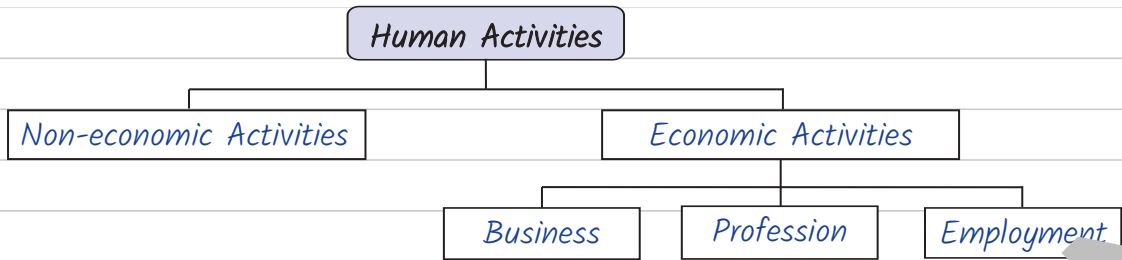 Human Activities
Non-economic Activities
Economic Activities
Business
Profession
Employment